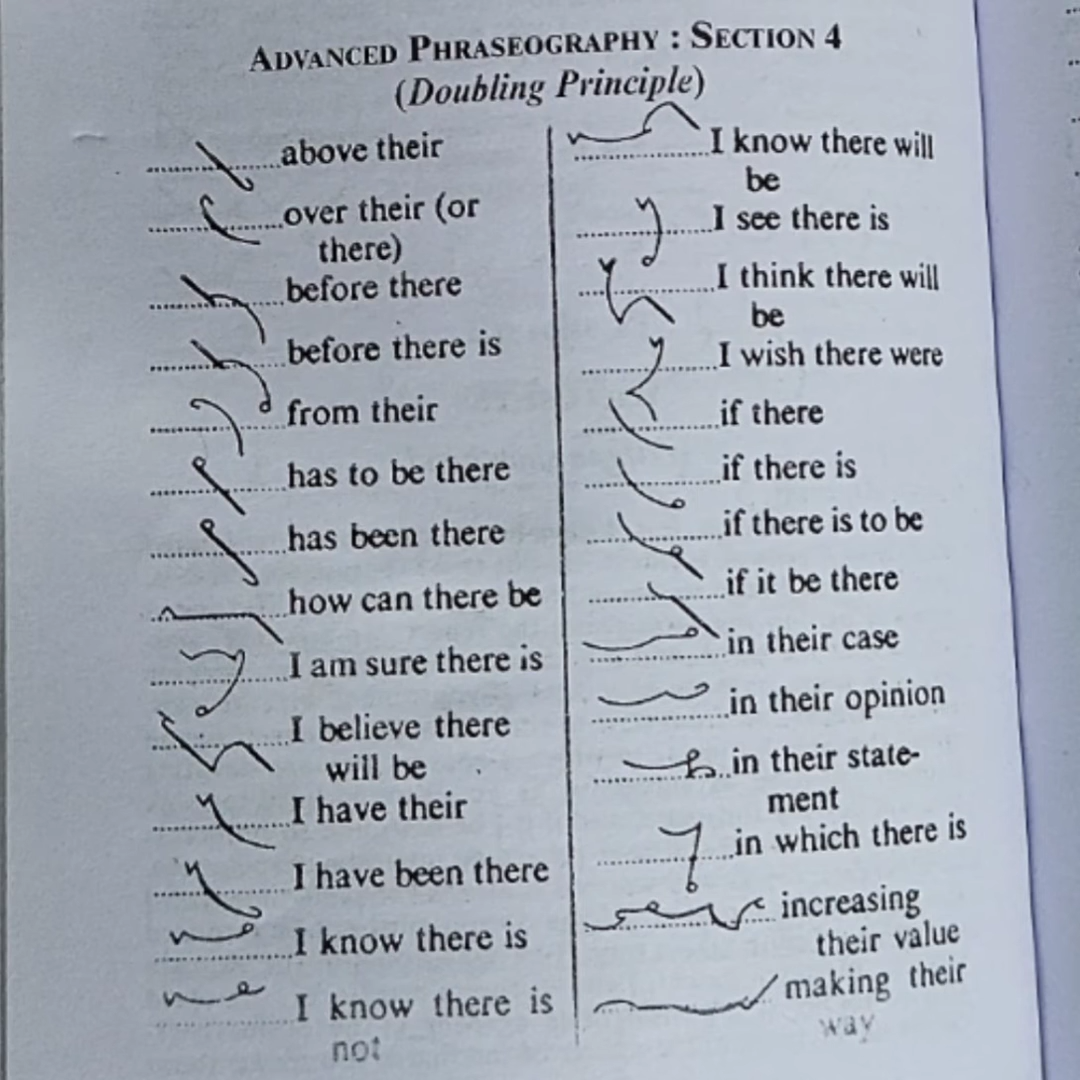 ADVANCED PHRASEOGRAPHY : SECTION 4
(Doubling Principle)
above their
over their (or
there)
before there
before there is
from their
has to be there
has been there
how can there be
I am sure there is
I believe there
will be
I have their
I have been there
I know there is
I know there is
not
I know there will
be
I see there is
I think there will
be
I wish there were
if there
if there is
if there is to be
if it be there
in their case
in their opinion
in their state-
ment
in which there is
increasing
their value
making their
way